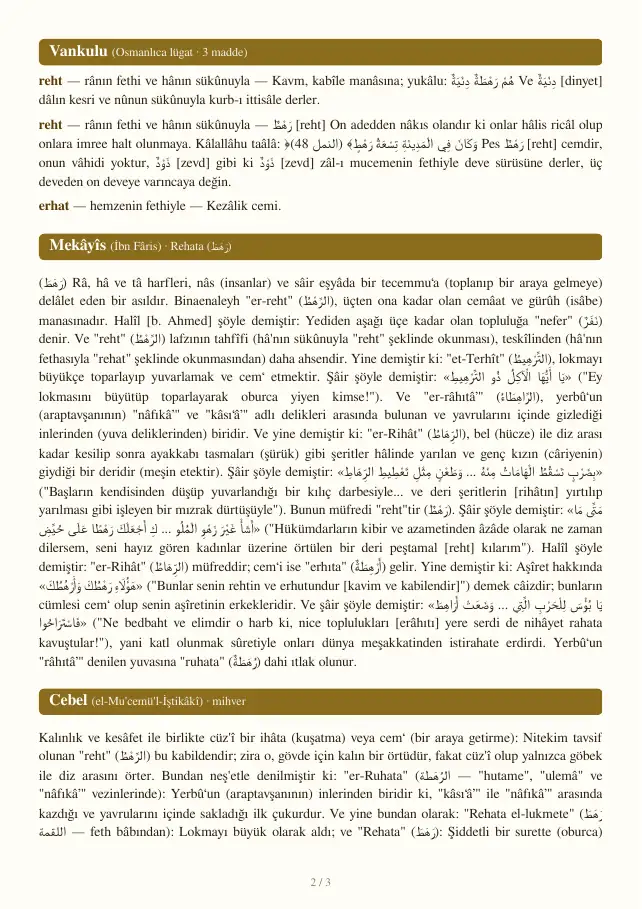 Vankulu (Osmanlıca lügat · 3 madde)
reht — rânın fethi ve hânın sükûnuyla — Kavm, kabîle manâsına; yukâlu: هُمْ رَهْطَةٌ دِنْيَةٌ Ve دِنْيَةٌ [dinyet]
dâlın kesri ve nûnun sükûnuyla kurb-ı ittisâle derler.
reht — rânın fethi ve hânın sükûnuyla — رَهْطٌ [reht] On adedden nâkıs olandır ki onlar hâlis ricâl olup
onlara imree halt olunmaya. Kâlallâhu taâlâ: ﴿وَكَانَ فِي الْمَدِينَةِ تِسْعَةُ رَهْطٍ﴾ (النمل 48) Pes رَهْطٌ [reht] cemdir,
onun vâhidi yoktur, ذَوْدٌ [zevd] gibi ki ذَوْدٌ [zevd] zâl-ı mucemenin fethiyle deve sürüsüne derler, üç
deveden on deveye varıncaya değin.
erhat — hemzenin fethiyle — Kezâlik cemi.
Mekâyîs (İbn Fâris) · Rehata (رَهَطَ)
(رَهَطَ) Râ, hâ ve tâ harfleri, nâs (insanlar) ve sâir eşyâda bir tecemmu‘a (toplanıp bir araya gelmeye)
delâlet eden bir asıldır. Binaenaleyh "er-reht" (الرَّهْطُ), üçten ona kadar olan cemâat ve gürûh (isâbe)
manasınadır. Halîl [b. Ahmed] şöyle demiştir: Yediden aşağı üçe kadar olan topluluğa "nefer" (نَفَرٌ)
denir. Ve "reht" (الرَّهْطُ) lafzının tahfîfi (hâ'nın sükûnuyla "reht" şeklinde okunması), teskîlinden (hâ'nın
fethasıyla "rehat" şeklinde okunmasından) daha ahsendir. Yine demiştir ki: "et-Terhît" (التَّرْهِيطُ), lokmayı
büyükçe toparlayıp yuvarlamak ve cem‘ etmektir. Şâir şöyle demiştir: «يَا أَيُّهَا الْآكِلُ ذُو التَّرْهِيطِ» ("Ey
lokmasını büyütüp toparlayarak oburca yiyen kimse!"). Ve "er-râhıtâ’" (الرَّاهِطَاءُ), yerbû‘un
(araptavşanının) "nâfıkâ’" ve "kâsı‘â’" adlı delikleri arasında bulunan ve yavrularını içinde gizlediği
inlerinden (yuva deliklerinden) biridir. Ve yine demiştir ki: "er-Rihât" (الرِّهَاطُ), bel (hücze) ile diz arası
kadar kesilip sonra ayakkabı tasmaları (şürük) gibi şeritler hâlinde yarılan ve genç kızın (câriyenin)
giydiği bir deridir (meşin etektir). Şâir şöyle demiştir: «بِضَرْبٍ تَسْقُطُ الْهَامَاتُ مِنْهُ ... وَطَعْنٍ مِثْلِ تَعْطِيطِ الرِّهَاطِ»
("Başların kendisinden düşüp yuvarlandığı bir kılıç darbesiyle... ve deri şeritlerin [rihâtın] yırtılıp
yarılması gibi işleyen bir mızrak dürtüşüyle"). Bunun müfredi "reht"tir (رَهْطٌ). Şâir şöyle demiştir: «مَتَى مَا
أَشَأْ غَيْرَ زَهْوِ الْمُلُو ... كِ أَجْعَلْكَ رَهْطًا عَلَى حُيَّضِ» ("Hükümdarların kibir ve azametinden âzâde olarak ne zaman
dilersem, seni hayız gören kadınlar üzerine örtülen bir deri peştamal [reht] kılarım"). Halîl şöyle
demiştir: "er-Rihât" (الرِّهَاطُ) müfreddir; cem‘i ise "erhıta" (أَرْهِطَةٌ) gelir. Yine demiştir ki: Aşîret hakkında
«هَؤُلَاءِ رَهْطُكَ وَأَرْهُطُكَ» ("Bunlar senin rehtin ve erhutundur [kavim ve kabilendir]") demek câizdir; bunların
cümlesi cem‘ olup senin aşîretinin erkekleridir. Ve şâir şöyle demiştir: «يَا بُؤْسَ لِلْحَرْبِ الَّتِي ... وَضَعَتْ أَرَاهِطَ
فَاسْتَرَاحُوا» ("Ne bedbaht ve elimdir o harb ki, nice toplulukları [erâhıtı] yere serdi de nihâyet rahata
kavuştular!"), yani katl olunmak sûretiyle onları dünya meşakkatinden istirahate erdirdi. Yerbû‘un
"râhıtâ’" denilen yuvasına "ruhata" (رُهَطَةٌ) dahi ıtlak olunur.
Cebel (el-Mu'cemü'l-İştikâkî) · mihver
Kalınlık ve kesâfet ile birlikte cüz'î bir ihâta (kuşatma) veya cem‘ (bir araya getirme): Nitekim tavsif
olunan "reht" (الرَّهْطُ) bu kabildendir; zira o, gövde için kalın bir örtüdür, fakat cüz'î olup yalnızca göbek
ile diz arasını örter. Bundan neş'etle denilmiştir ki: "er-Ruhata" (الرُّهَطَة — "hutame", "ulemâ" ve
"nâfıkâ’" vezinlerinde): Yerbû‘un (araptavşanının) inlerinden biridir ki, "kâsı‘â’" ile "nâfıkâ’" arasında
kazdığı ve yavrularını içinde sakladığı ilk çukurdur. Ve yine bundan olarak: "Rehata el-lukmete" (رَهَطَ
اللقمة — feth bâbından): Lokmayı büyük olarak aldı; ve "Rehata" (رَهَطَ): Şiddetli bir surette (oburca)
2 / 3